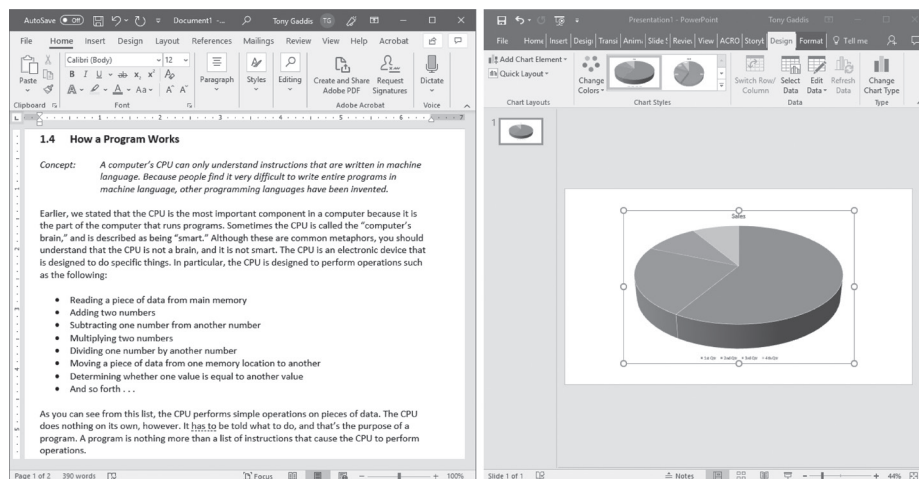 AutoSave Off Document1 -... Tony Gaddis TG
File Home Insert Design Layout References Mailings Review View Help Acrobat
Paste
Calibri (Body) 12
B I U ab x, x²
A A Aa A A
Paragraph
Styles
Editing
Create and Share Adobe PDF
Request Signatures
Dictate
Clipboard Font Adobe Acrobat Voice
1.4 How a Program Works
Concept: A computer's CPU can only understand instructions that are written in machine
language. Because people find it very difficult to write entire programs in
machine language, other programming languages have been invented.
Earlier, we stated that the CPU is the most important component in a computer because it is
the part of the computer that runs programs. Sometimes the CPU is called the "computer's
brain," and is described as being "smart." Although these are common metaphors, you should
understand that the CPU is not a brain, and it is not smart. The CPU is an electronic device that
is designed to do specific things. In particular, the CPU is designed to perform operations such
as the following:
• Reading a piece of data from main memory
• Adding two numbers
• Subtracting one number from another number
• Multiplying two numbers
• Dividing one number by another number
• Moving a piece of data from one memory location to another
• Determining whether one value is equal to another value
• And so forth . . .
As you can see from this list, the CPU performs simple operations on pieces of data. The CPU
does nothing on its own, however. It has to be told what to do, and that's the purpose of a
program. A program is nothing more than a list of instructions that cause the CPU to perform
operations.
Page 1 of 2 390 words Focus 100%
Presentation1 - PowerPoint Tony Gaddis
File Home Insert Desig Transi Anim Slide S Review View ACRO Storyt Design Format Tell me
Add Chart Element
Quick Layout
Change Colors
Switch Row/ Column
Select Data
Edit Data
Refresh Data
Change Chart Type
Chart Layouts Chart Styles Data Type
1
Sales
1st Qtr 2nd Qtr 3rd Qtr 4th Qtr
Slide 1 of 1 Notes 44%